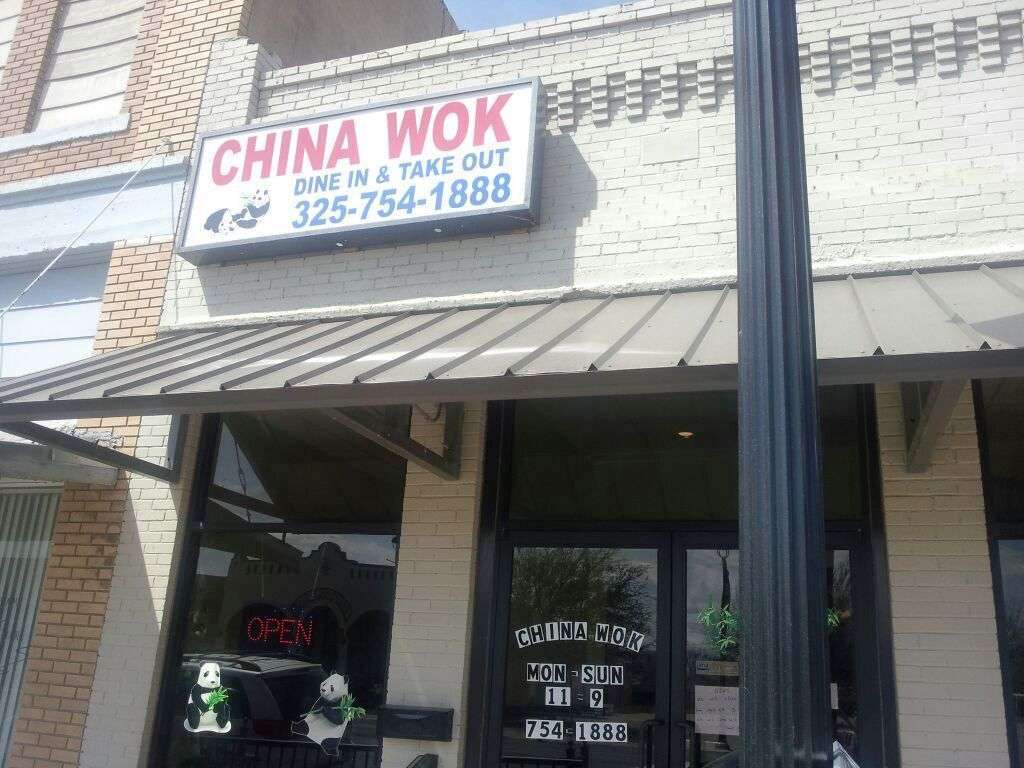 CHINA WOK
DINE IN & TAKE OUT
325-754-1888
OPEN
CHINA WOK
MON-SUN
11-9
754-1888